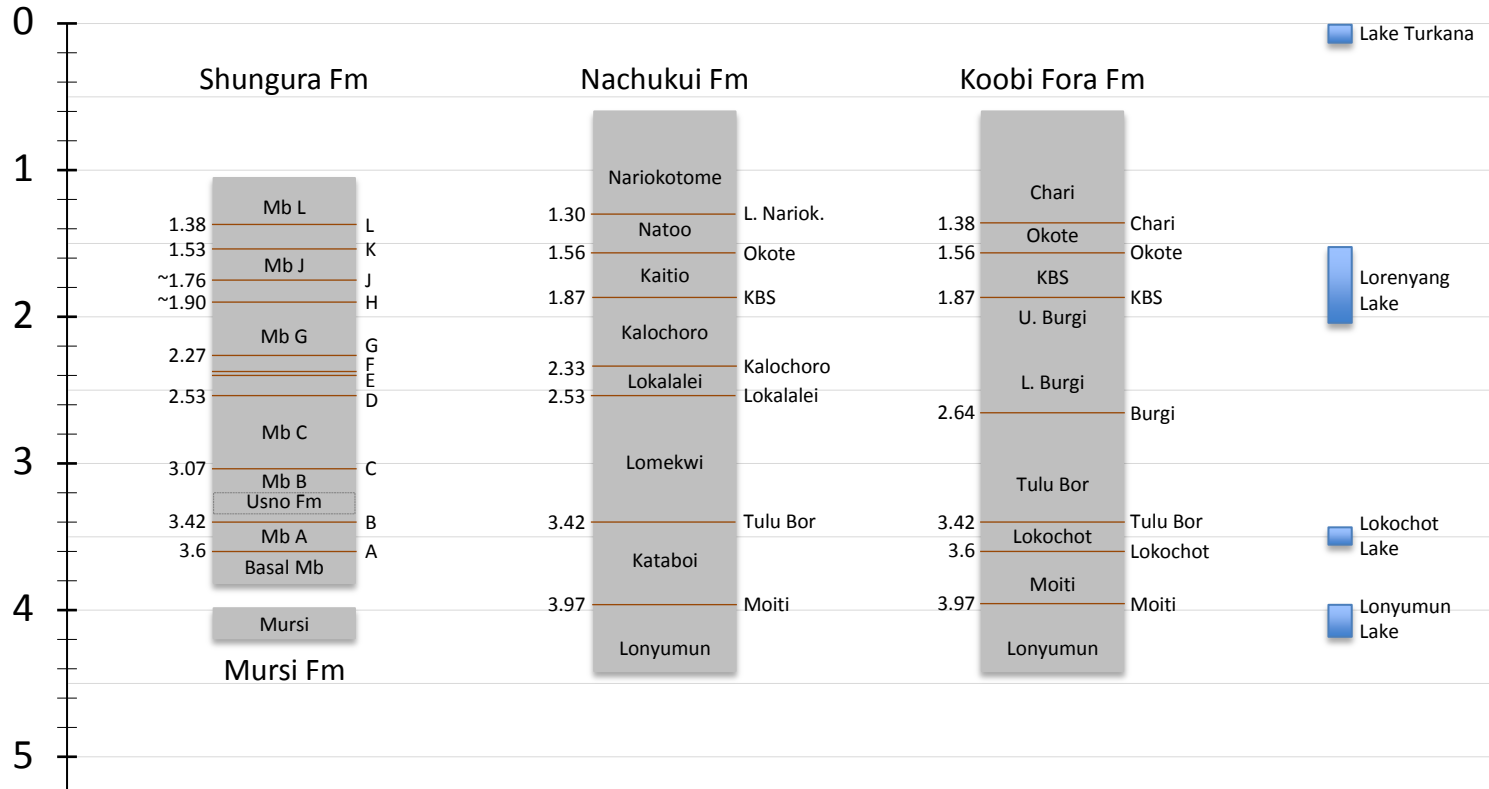 0
1
2
3
4
5
Shungura Fm
Mb L
1.38
L
1.53
K
Mb J
~1.76
J
~1.90
H
Mb G
G
2.27
F
E
2.53
D
Mb C
3.07
C
Mb B
Usno Fm
3.42
B
Mb A
3.6
A
Basal Mb
Mursi
Mursi Fm
Nachukui Fm
Nariokotome
1.30
L. Nariok.
Natoo
1.56
Okote
Kaitio
1.87
KBS
Kalochoro
2.33
Kalochoro
Lokalalei
2.53
Lokalalei
Lomekwi
3.42
Tulu Bor
Kataboi
3.97
Moiti
Lonyumun
Koobi Fora Fm
Chari
1.38
Chari
Okote
1.56
Okote
KBS
1.87
KBS
U. Burgi
L. Burgi
2.64
Burgi
Tulu Bor
3.42
Tulu Bor
Lokochot
3.6
Lokochot
Moiti
3.97
Moiti
Lonyumun
Lake Turkana
Lorenyang
Lake
Lokochot
Lake
Lonyumun
Lake